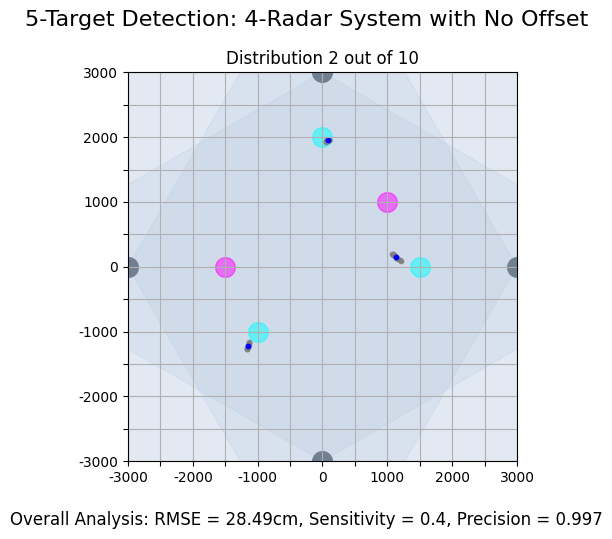 5-Target Detection: 4-Radar System with No Offset
Distribution 2 out of 10
3000
2000
1000
0
-1000
-2000
-3000
-3000 -2000 -1000 0 1000 2000 3000
Overall Analysis: RMSE = 28.49cm, Sensitivity = 0.4, Precision = 0.997